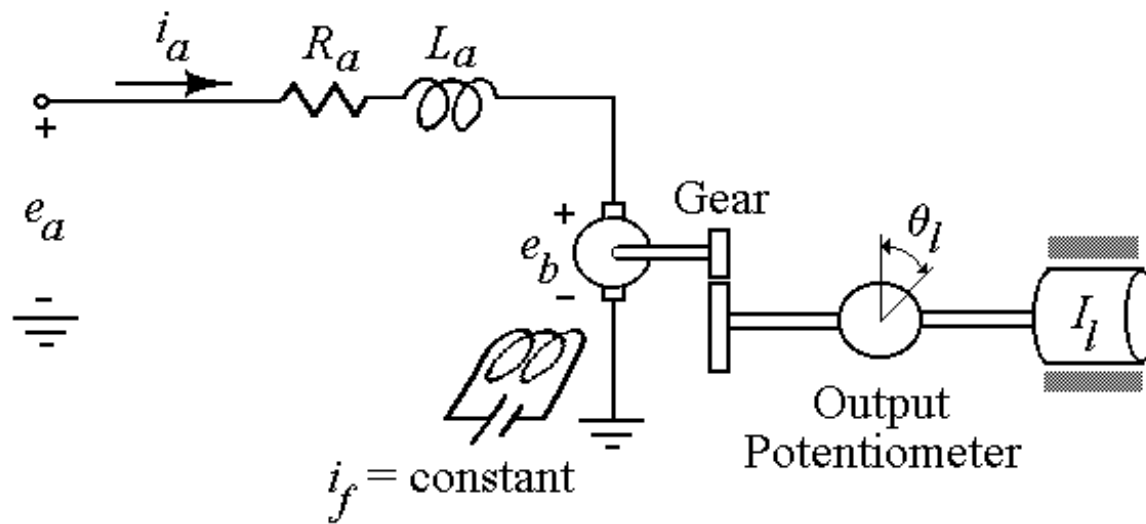 i_a
R_a
L_a
+
e_a
-
Gear
+
e_b
-
θ_l
I_l
Output
Potentiometer
i_f = constant